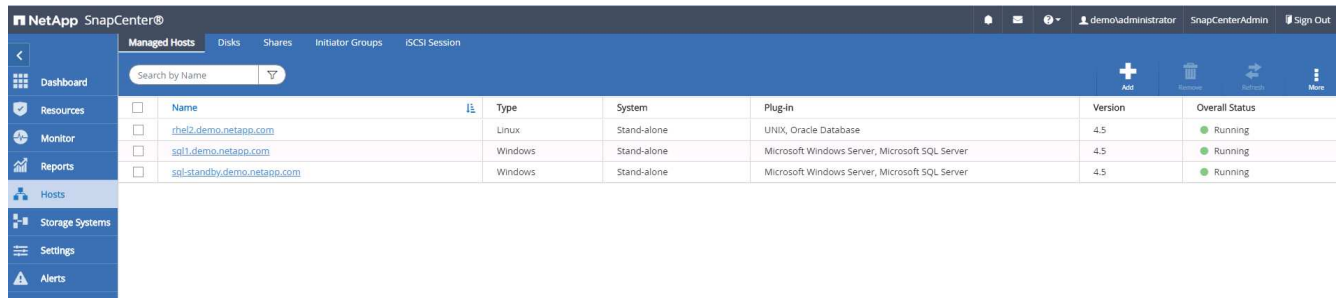 NetApp SnapCenter® demo\administrator SnapCenterAdmin Sign Out
Managed Hosts Disks Shares Initiator Groups iSCSI Session
Search by Name
Add Remove Refresh More
Dashboard
Resources
Monitor
Reports
Hosts
Storage Systems
Settings
Alerts
Name Type System Plug-in Version Overall Status
rhel2.demo.netapp.com Linux Stand-alone UNIX, Oracle Database 4.5 Running
sql1.demo.netapp.com Windows Stand-alone Microsoft Windows Server, Microsoft SQL Server 4.5 Running
sql-standby.demo.netapp.com Windows Stand-alone Microsoft Windows Server, Microsoft SQL Server 4.5 Running